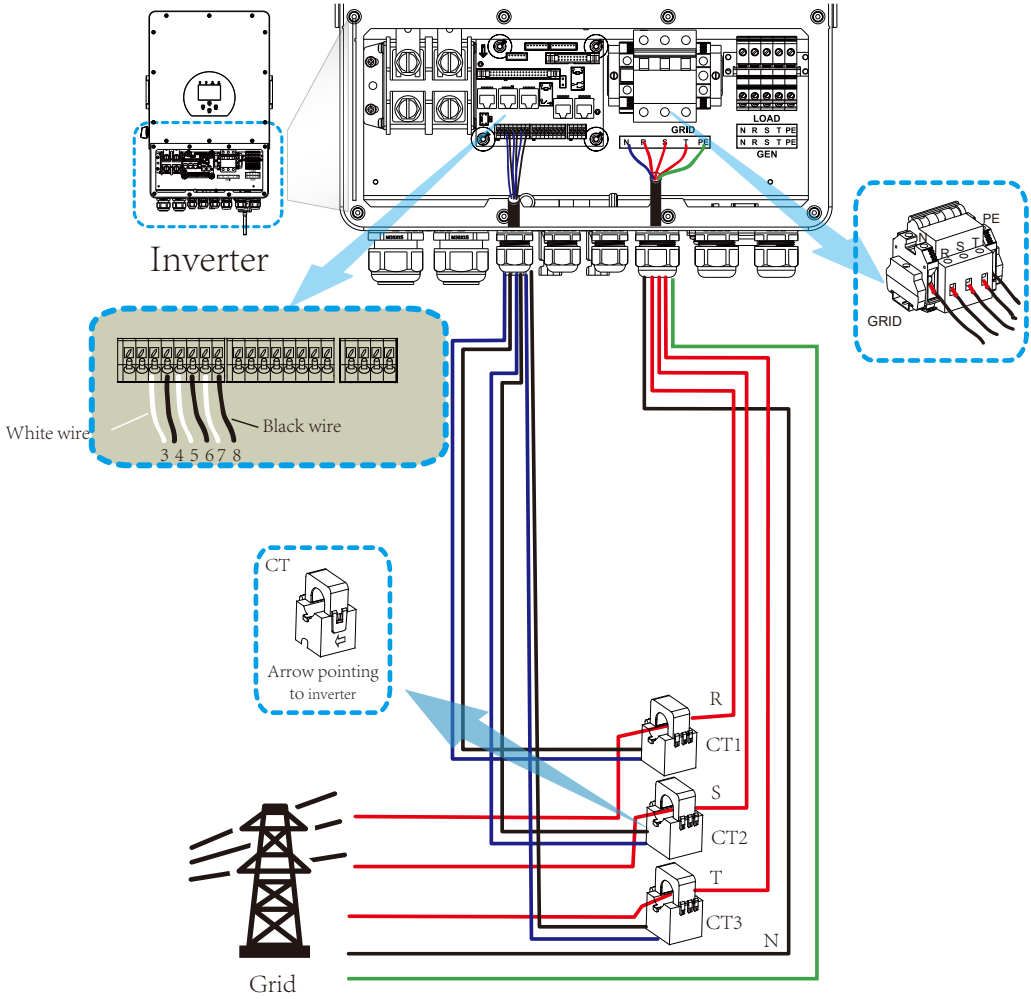 LOAD
N R S T PE
GEN
GRID
N R S T PE
Inverter
PE
N
R S T
GRID
White wire
Black wire
3 4 5 6 7 8
CT
Arrow pointing
to inverter
R
CT1
S
CT2
T
CT3
N
Grid